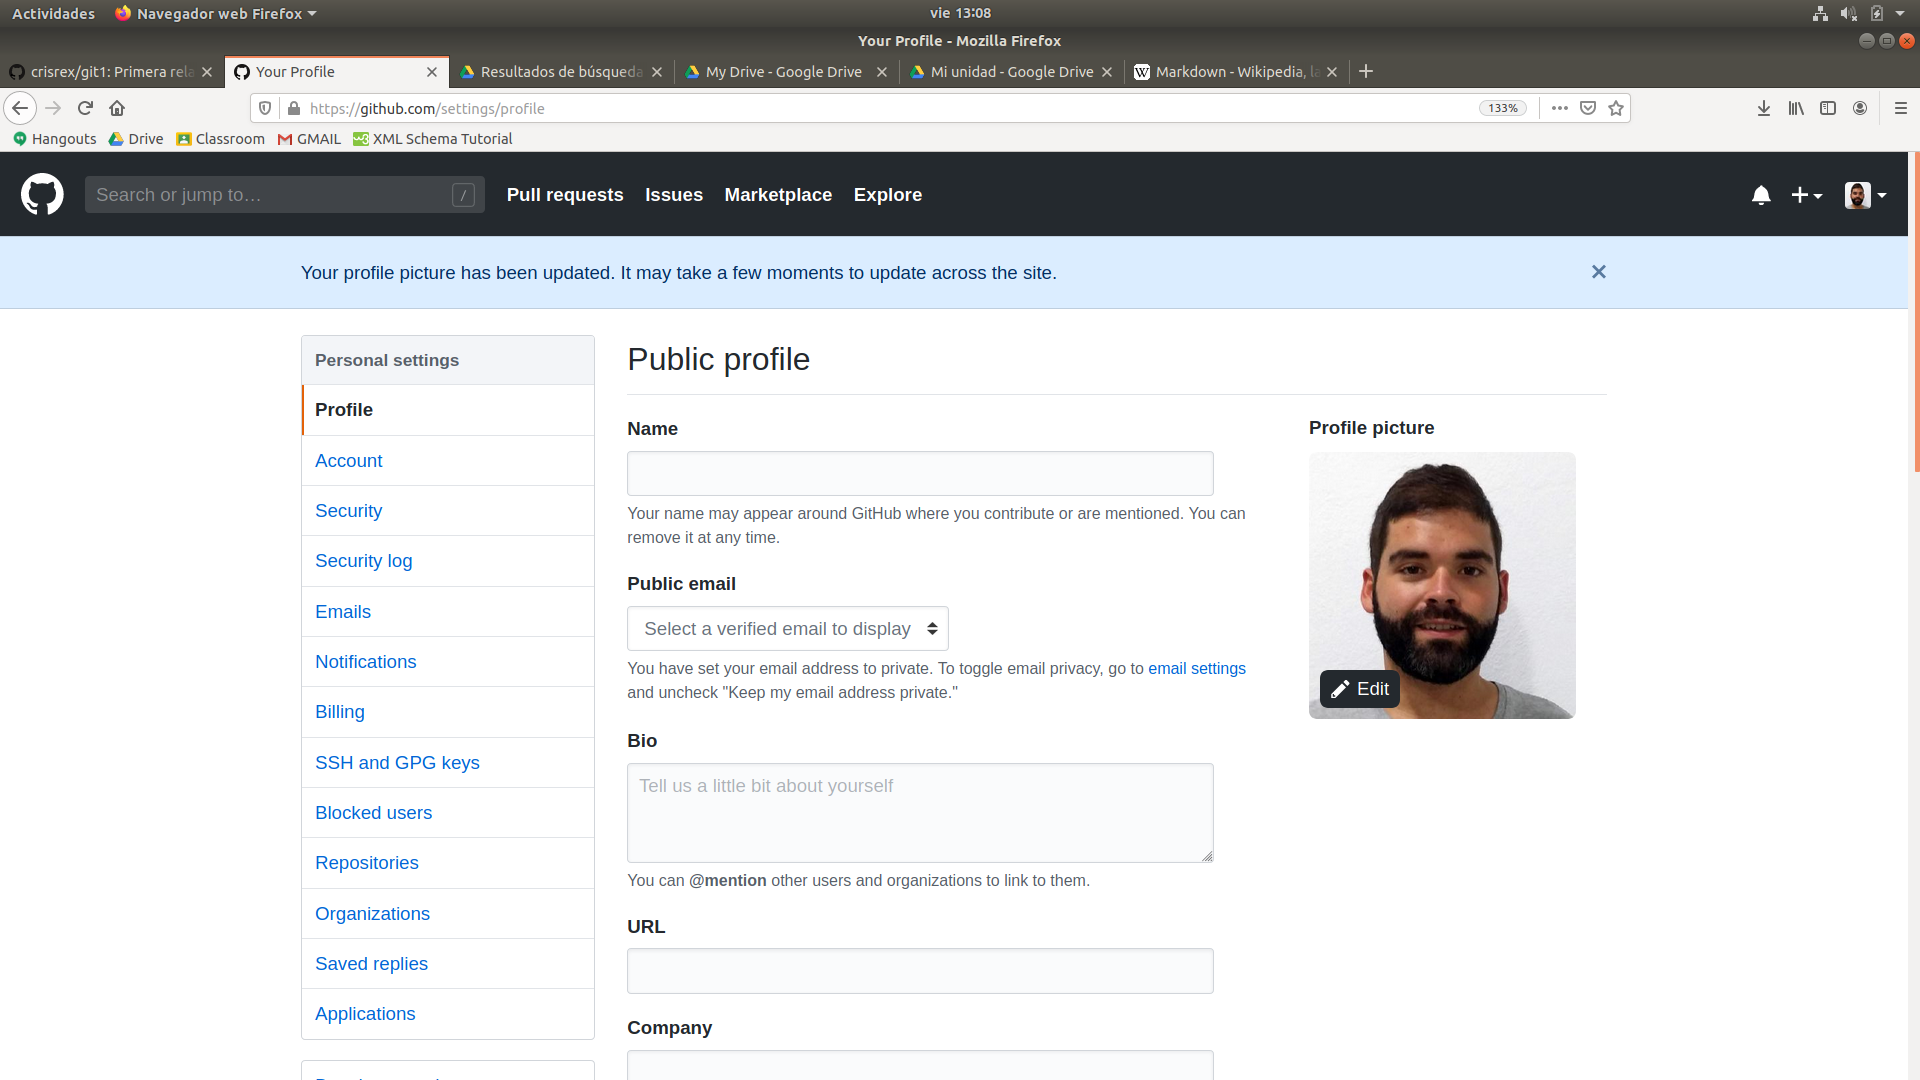 Actividades
Navegador web Firefox
vie 13:08
Your Profile - Mozilla Firefox
crisrex/git1: Primera rela
Your Profile
Resultados de búsqueda
My Drive - Google Drive
Mi unidad - Google Drive
Markdown - Wikipedia, la
https://github.com/settings/profile
133%
Hangouts
Drive
Classroom
GMAIL
XML Schema Tutorial
Search or jump to…
/
Pull requests
Issues
Marketplace
Explore
Your profile picture has been updated. It may take a few moments to update across the site.
Personal settings
Profile
Account
Security
Security log
Emails
Notifications
Billing
SSH and GPG keys
Blocked users
Repositories
Organizations
Saved replies
Applications
Public profile
Name
Your name may appear around GitHub where you contribute or are mentioned. You can
remove it at any time.
Public email
Select a verified email to display
You have set your email address to private. To toggle email privacy, go to email settings
and uncheck "Keep my email address private."
Bio
Tell us a little bit about yourself
You can @mention other users and organizations to link to them.
URL
Company
Profile picture
Edit